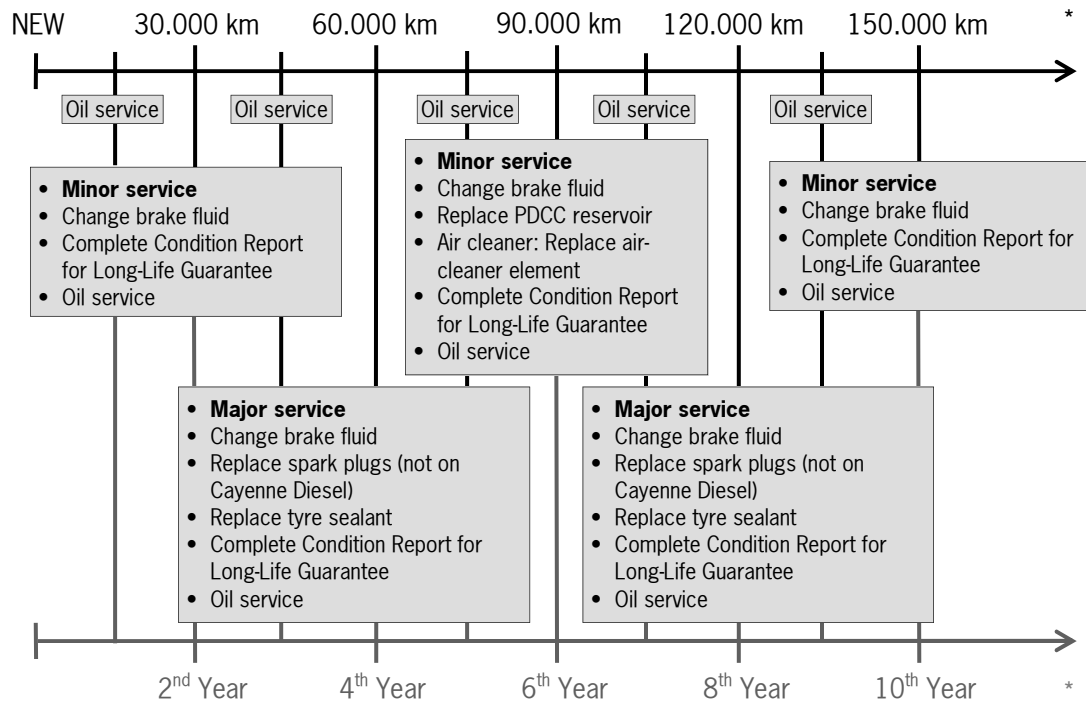 NEW 30.000 km 60.000 km 90.000 km 120.000 km 150.000 km *
Oil service Oil service Oil service Oil service Oil service
• Minor service
• Change brake fluid
• Complete Condition Report
for Long-Life Guarantee
• Oil service
• Minor service
• Change brake fluid
• Replace PDCC reservoir
• Air cleaner: Replace air-
cleaner element
• Complete Condition Report
for Long-Life Guarantee
• Oil service
• Minor service
• Change brake fluid
• Complete Condition Report for
Long-Life Guarantee
• Oil service
• Major service
• Change brake fluid
• Replace spark plugs (not on
Cayenne Diesel)
• Replace tyre sealant
• Complete Condition Report for
Long-Life Guarantee
• Oil service
• Major service
• Change brake fluid
• Replace spark plugs (not on
Cayenne Diesel)
• Replace tyre sealant
• Complete Condition Report for
Long-Life Guarantee
• Oil service
2nd Year 4th Year 6th Year 8th Year 10th Year *